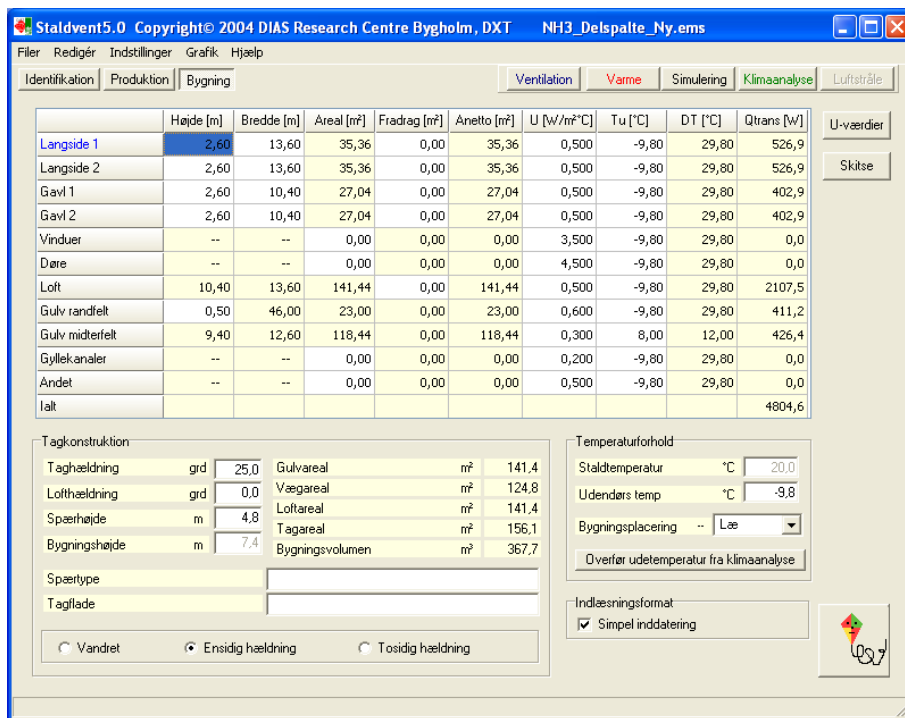 Staldvent5.0 Copyright© 2004 DIAS Research Centre Bygholm, DXT NH3_Delspalte_Ny.ems
Filer Redigér Indstillinger Grafik Hjælp
Identifikation Produktion Bygning Ventilation Varme Simulering Klimaanalyse Luftstråle
Højde [m] Bredde [m] Areal [m²] Fradrag [m²] Anetto [m²] U [W/m²°C] Tu [°C] DT [°C] Qtrans [W] U-værdier
Langside 1 2,60 13,60 35,36 0,00 35,36 0,500 -9,80 29,80 526,9
Langside 2 2,60 13,60 35,36 0,00 35,36 0,500 -9,80 29,80 526,9 Skitse
Gavl 1 2,60 10,40 27,04 0,00 27,04 0,500 -9,80 29,80 402,9
Gavl 2 2,60 10,40 27,04 0,00 27,04 0,500 -9,80 29,80 402,9
Vinduer -- -- 0,00 0,00 0,00 3,500 -9,80 29,80 0,0
Døre -- -- 0,00 0,00 0,00 4,500 -9,80 29,80 0,0
Loft 10,40 13,60 141,44 0,00 141,44 0,500 -9,80 29,80 2107,5
Gulv randfelt 0,50 46,00 23,00 0,00 23,00 0,600 -9,80 29,80 411,2
Gulv midterfelt 9,40 12,60 118,44 0,00 118,44 0,300 8,00 12,00 426,4
Gyllekanaler -- -- 0,00 0,00 0,00 0,200 -9,80 29,80 0,0
Andet -- -- 0,00 0,00 0,00 0,500 -9,80 29,80 0,0
Ialt 4804,6
Tagkonstruktion
Taghældning grd 25,0
Lofthældning grd 0,0
Spærhøjde m 4,8
Bygningshøjde m 7,4
Gulvareal m² 141,4
Vægareal m² 124,8
Loftareal m² 141,4
Tagareal m² 156,1
Bygningsvolumen m³ 367,7
Spærtype
Tagflade
Vandret Ensidig hældning Tosidig hældning
Temperaturforhold
Staldtemperatur °C 20,0
Udendørs temp °C -9,8
Bygningsplacering -- Læ
Overfør udetemperatur fra klimaanalyse
Indlæsningsformat
Simpel inddatering